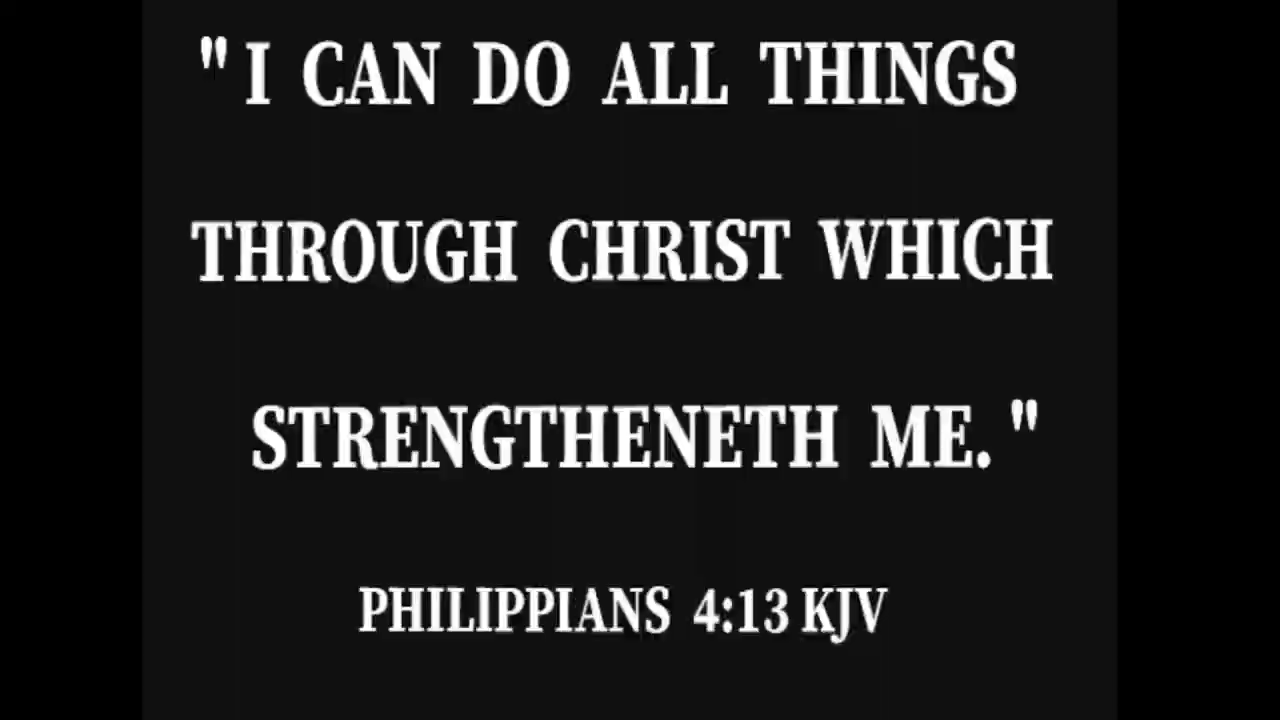 "I CAN DO ALL THINGS
THROUGH CHRIST WHICH
STRENGTHENETH ME."
PHILIPPIANS 4:13 KJV